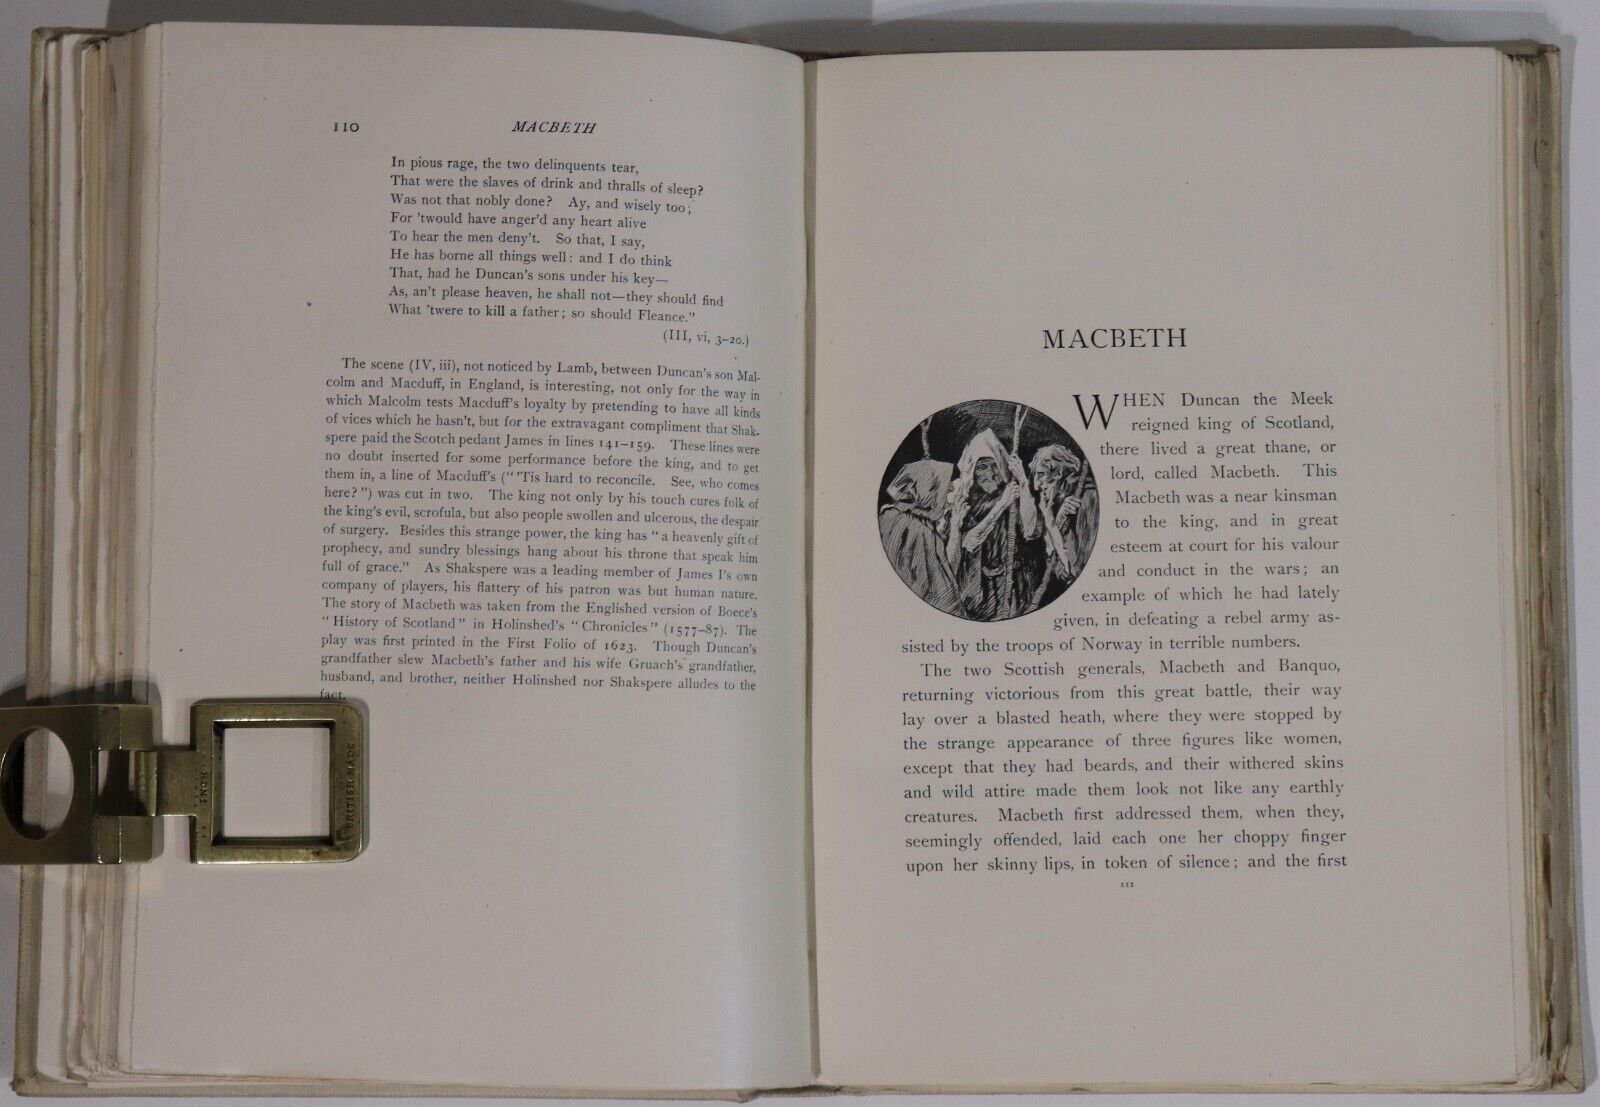 110 MACBETH
In pious rage, the two delinquents tear,
That were the slaves of drink and thralls of sleep?
Was not that nobly done? Ay, and wisely too;
For 'twould have anger'd any heart alive
To hear the men deny't. So that, I say,
He has borne all things well: and I do think
That, had he Duncan's sons under his key—
As, an't please heaven, he shall not—they should find
What 'twere to kill a father; so should Fleance."
(III, vi, 3–20.)
The scene (IV, iii), not noticed by Lamb, between Duncan's son Mal-
colm and Macduff, in England, is interesting, not only for the way in
which Malcolm tests Macduff's loyalty by pretending to have all kinds
of vices which he hasn't, but for the extravagant compliment that Shak-
spere paid the Scotch pedant James in lines 141–159. These lines were
no doubt inserted for some performance before the king, and to get
them in, a line of Macduff's ("'Tis hard to reconcile. See, who comes
here?") was cut in two. The king not only by his touch cures folk of
the king's evil, scrofula, but also people swollen and ulcerous, the despair
of surgery. Besides this strange power, the king has "a heavenly gift of
prophecy, and sundry blessings hang about his throne that speak him
full of grace." As Shakspere was a leading member of James I's own
company of players, his flattery of his patron was but human nature.
The story of Macbeth was taken from the Englished version of Boece's
"History of Scotland" in Holinshed's "Chronicles" (1577–87). The
play was first printed in the First Folio of 1623. Though Duncan's
grandfather slew Macbeth's father and his wife Gruach's grandfather,
husband, and brother, neither Holinshed nor Shakspere alludes to the
fact.
INCH
BRITISH MADE
MACBETH
WHEN Duncan the Meek
reigned king of Scotland,
there lived a great thane, or
lord, called Macbeth. This
Macbeth was a near kinsman
to the king, and in great
esteem at court for his valour
and conduct in the wars; an
example of which he had lately
given, in defeating a rebel army as-
sisted by the troops of Norway in terrible numbers.
The two Scottish generals, Macbeth and Banquo,
returning victorious from this great battle, their way
lay over a blasted heath, where they were stopped by
the strange appearance of three figures like women,
except that they had beards, and their withered skins
and wild attire made them look not like any earthly
creatures. Macbeth first addressed them, when they,
seemingly offended, laid each one her choppy finger
upon her skinny lips, in token of silence; and the first
111